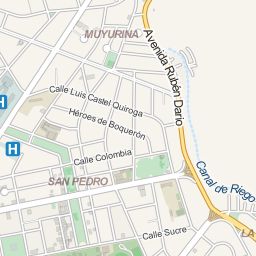 MUYURINA
Avenida Rubén Darío
Calle Luis Castel Quiroga
Héroes de Boquerón
H
H
Calle Colombia
SAN PEDRO
Canal de Riego
Calle Sucre
LA